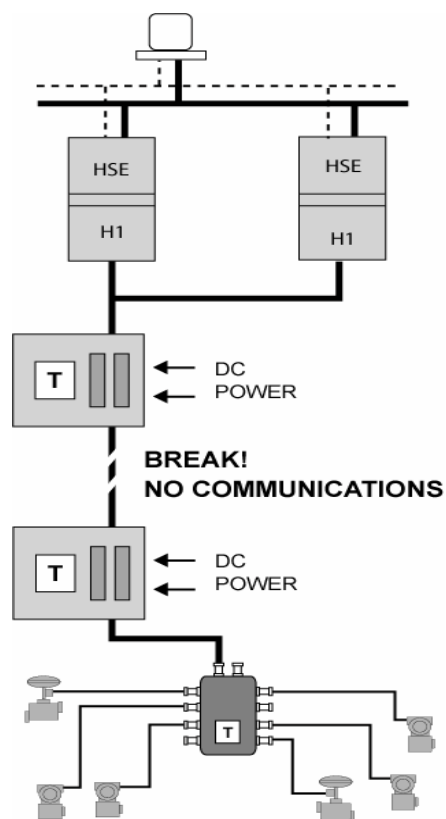 HSE
HSE
H1
H1
T
DC
POWER
BREAK!
NO COMMUNICATIONS
T
DC
POWER
T